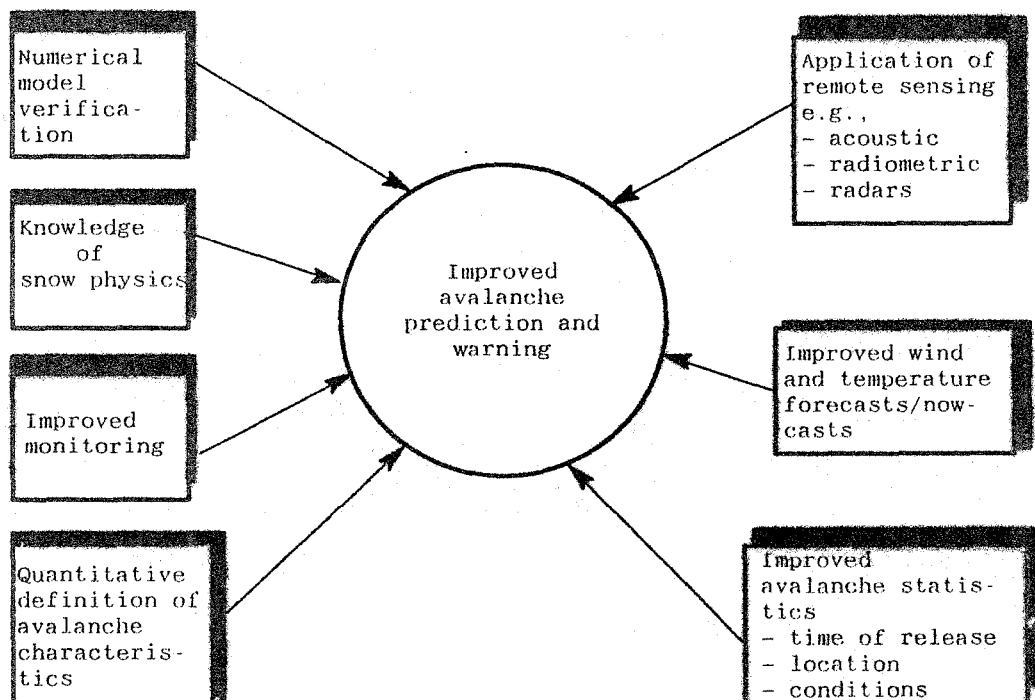 Numerical
model
verifica-
tion
Knowledge
of
snow physics
Improved
monitoring
Quantitative
definition of
avalanche
characteris-
tics
Improved
avalanche
prediction and
warning
Application of
remote sensing
e.g.,
- acoustic
- radiometric
- radars
Improved wind
and temperature
forecasts/now-
casts
Improved
avalanche statis-
tics
- time of release
- location
- conditions